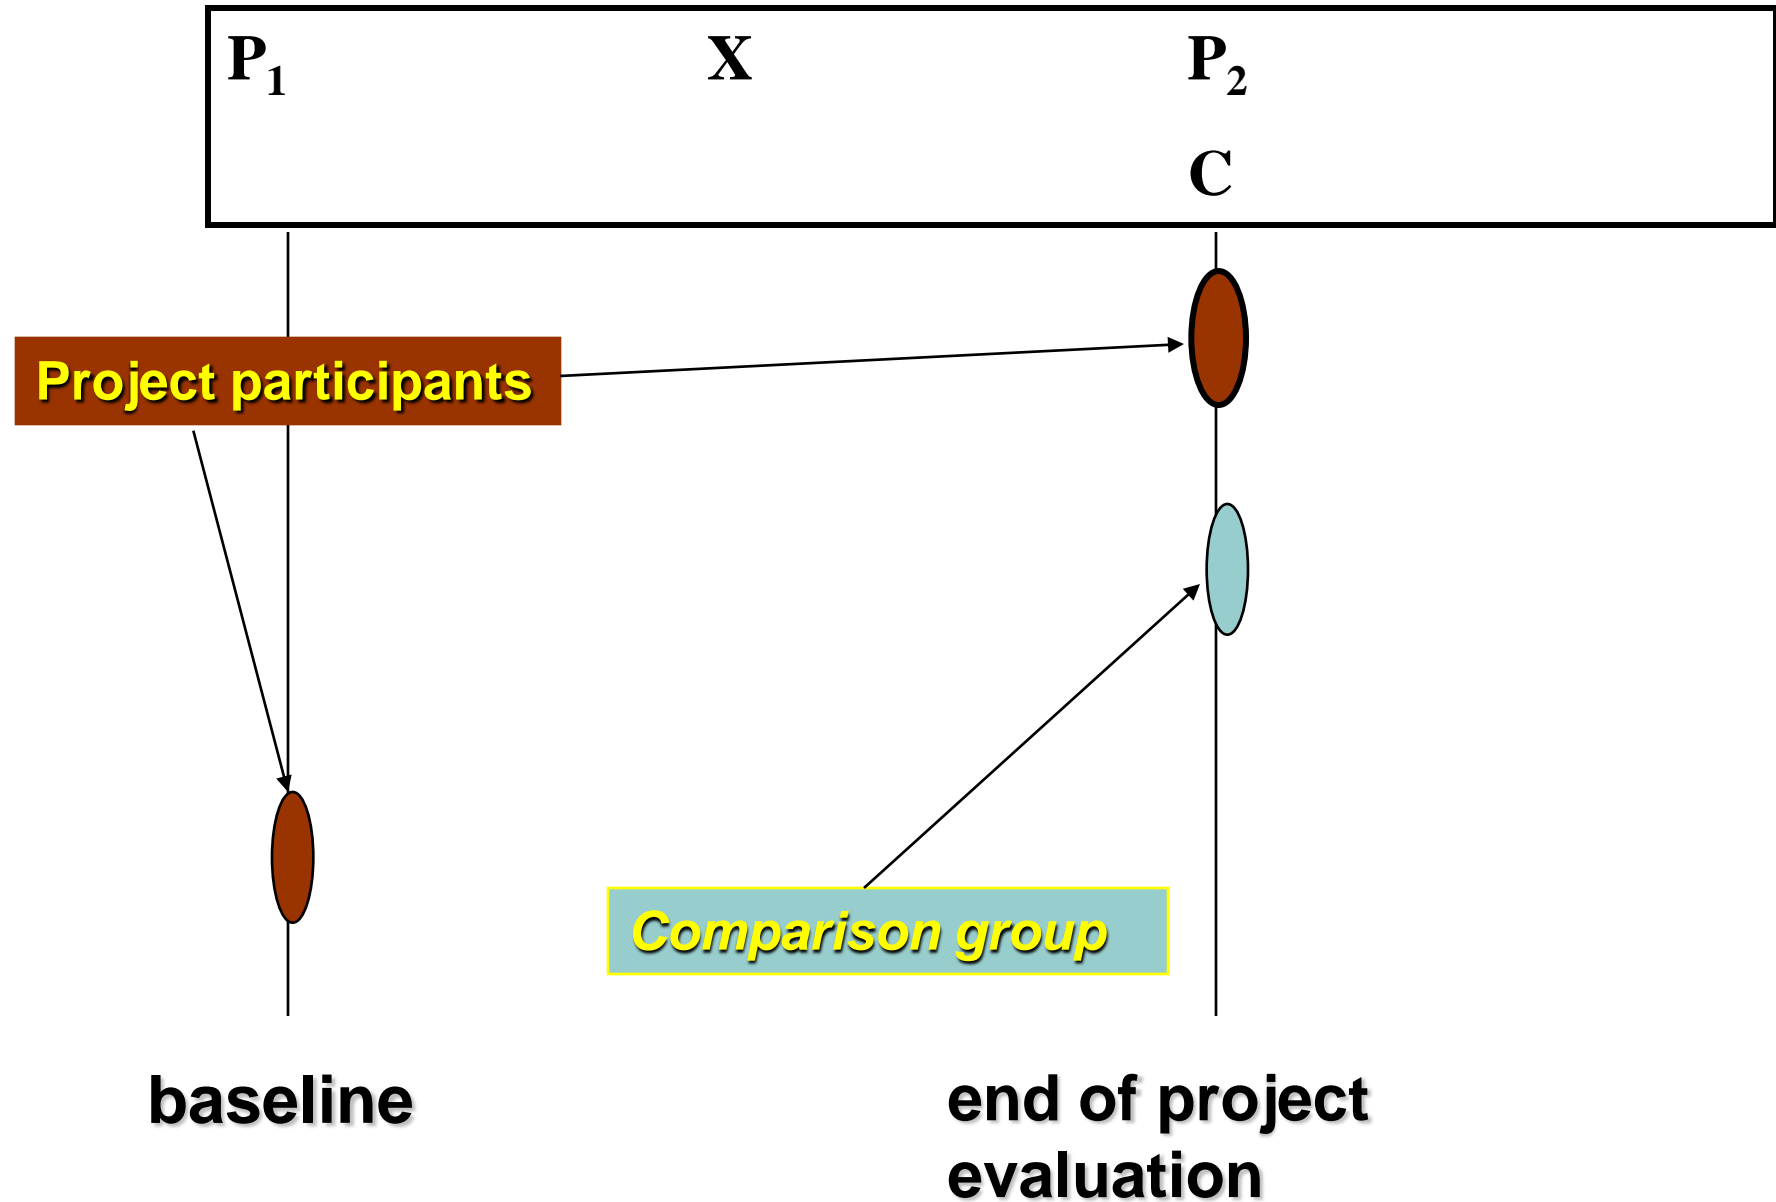 P₁ X P₂
C
Project participants
Comparison group
baseline
end of project
evaluation